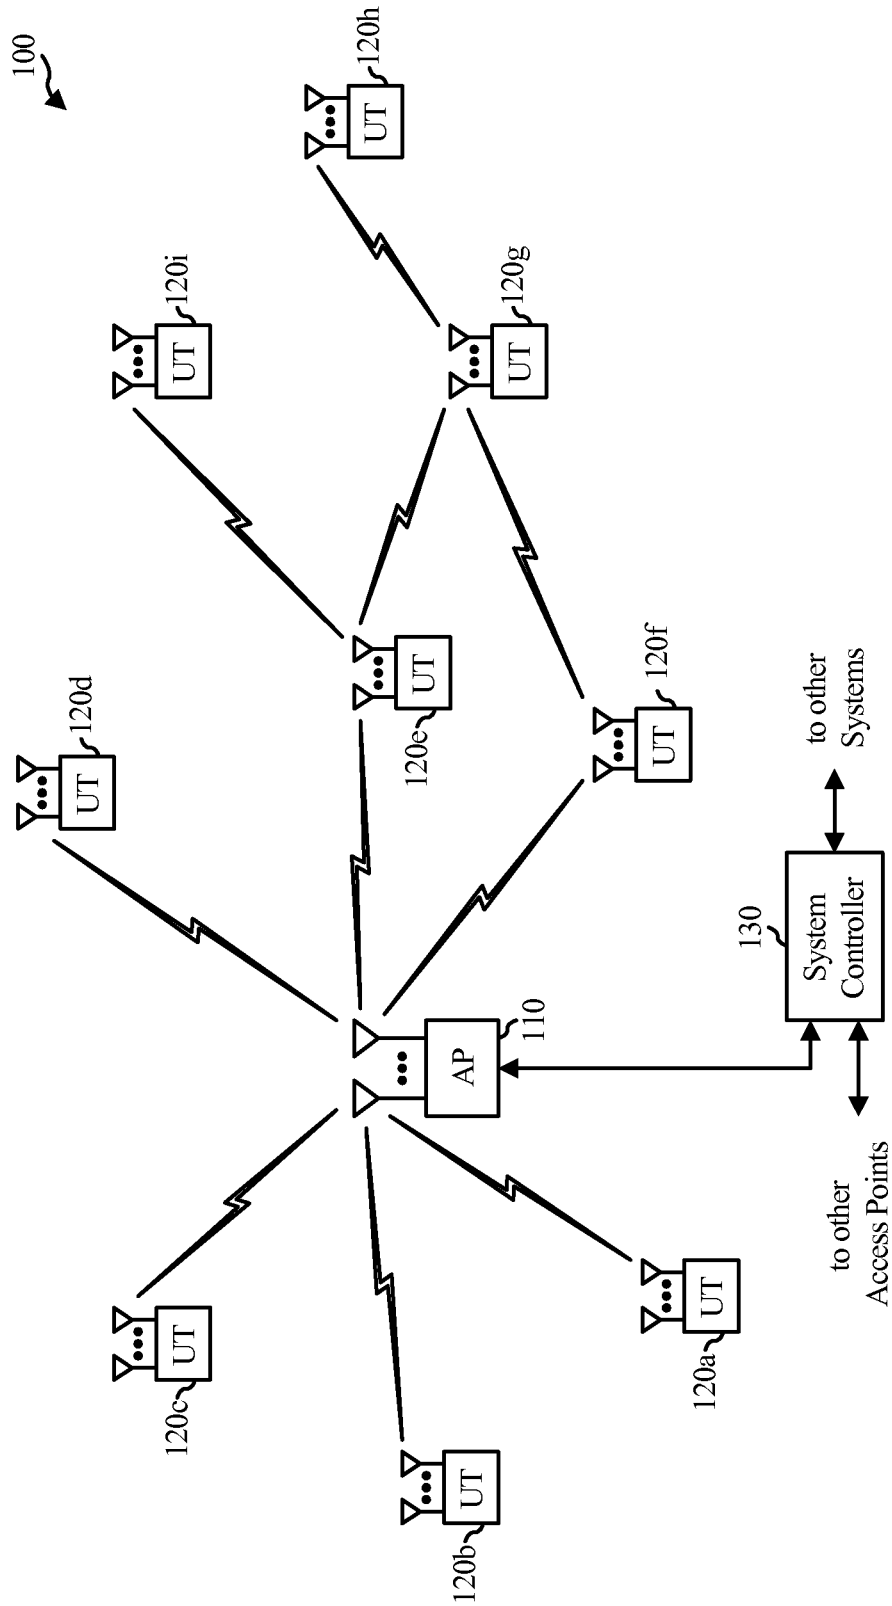 100
120d
UT
120c
UT
120i
UT
120h
UT
120e
UT
AP
110
120b
UT
120g
UT
120f
UT
120a
UT
130
System
Controller
to other
Systems
to other
Access Points